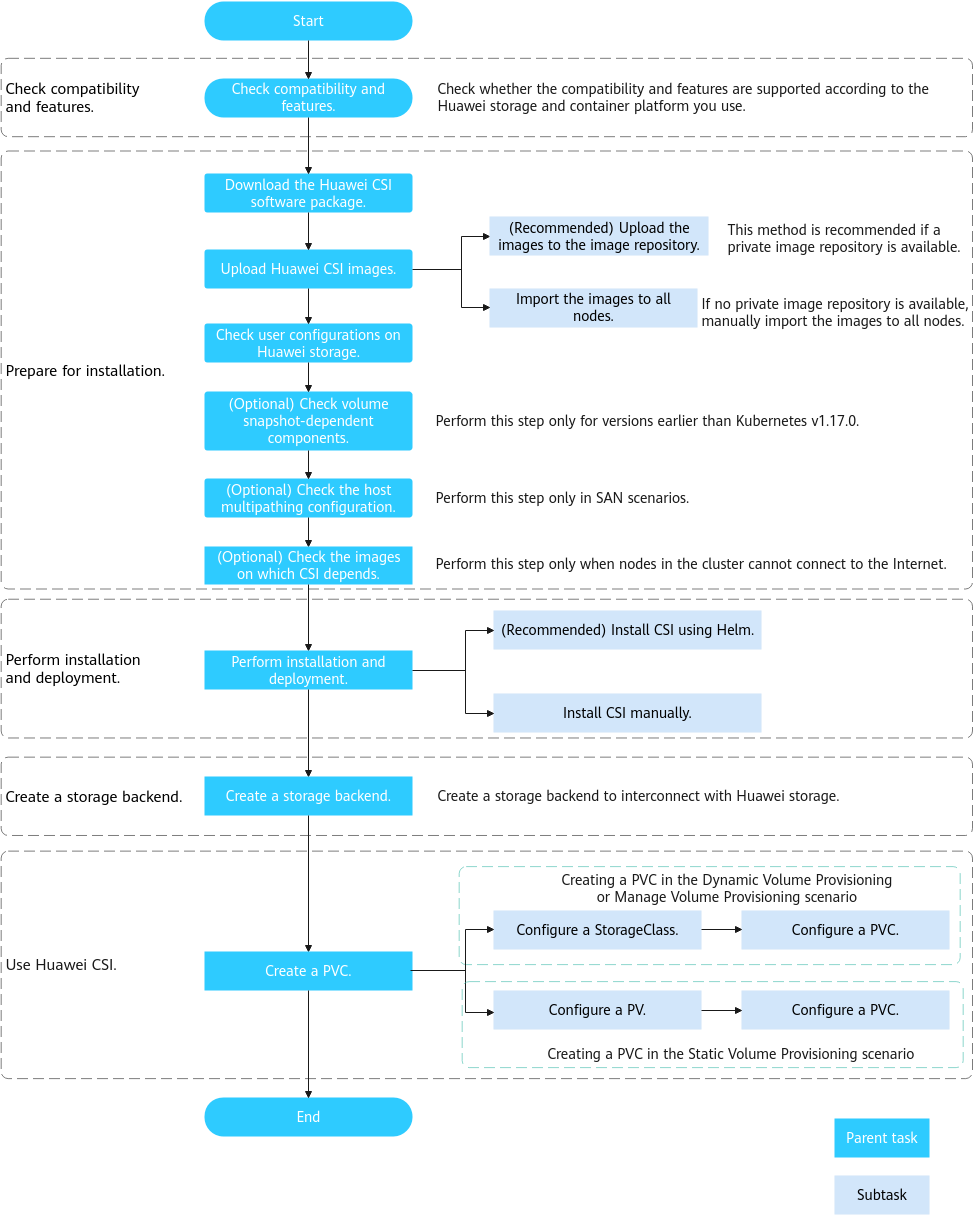 Start
Check compatibility
and features.
Check compatibility and
features.
Check whether the compatibility and features are supported according to the
Huawei storage and container platform you use.
Prepare for installation.
Download the Huawei CSI
software package.
Upload Huawei CSI images.
(Recommended) Upload the
images to the image repository.
This method is recommended if a
private image repository is available.
Import the images to all
nodes.
If no private image repository is available,
manually import the images to all nodes.
Check user configurations on
Huawei storage.
(Optional) Check volume
snapshot-dependent
components.
Perform this step only for versions earlier than Kubernetes v1.17.0.
(Optional) Check the host
multipathing configuration.
Perform this step only in SAN scenarios.
(Optional) Check the images
on which CSI depends.
Perform this step only when nodes in the cluster cannot connect to the Internet.
Perform installation
and deployment.
Perform installation and
deployment.
(Recommended) Install CSI using Helm.
Install CSI manually.
Create a storage backend.
Create a storage backend.
Create a storage backend to interconnect with Huawei storage.
Use Huawei CSI.
Create a PVC.
Creating a PVC in the Dynamic Volume Provisioning
or Manage Volume Provisioning scenario
Configure a StorageClass.
Configure a PVC.
Configure a PV.
Configure a PVC.
Creating a PVC in the Static Volume Provisioning scenario
End
Parent task
Subtask